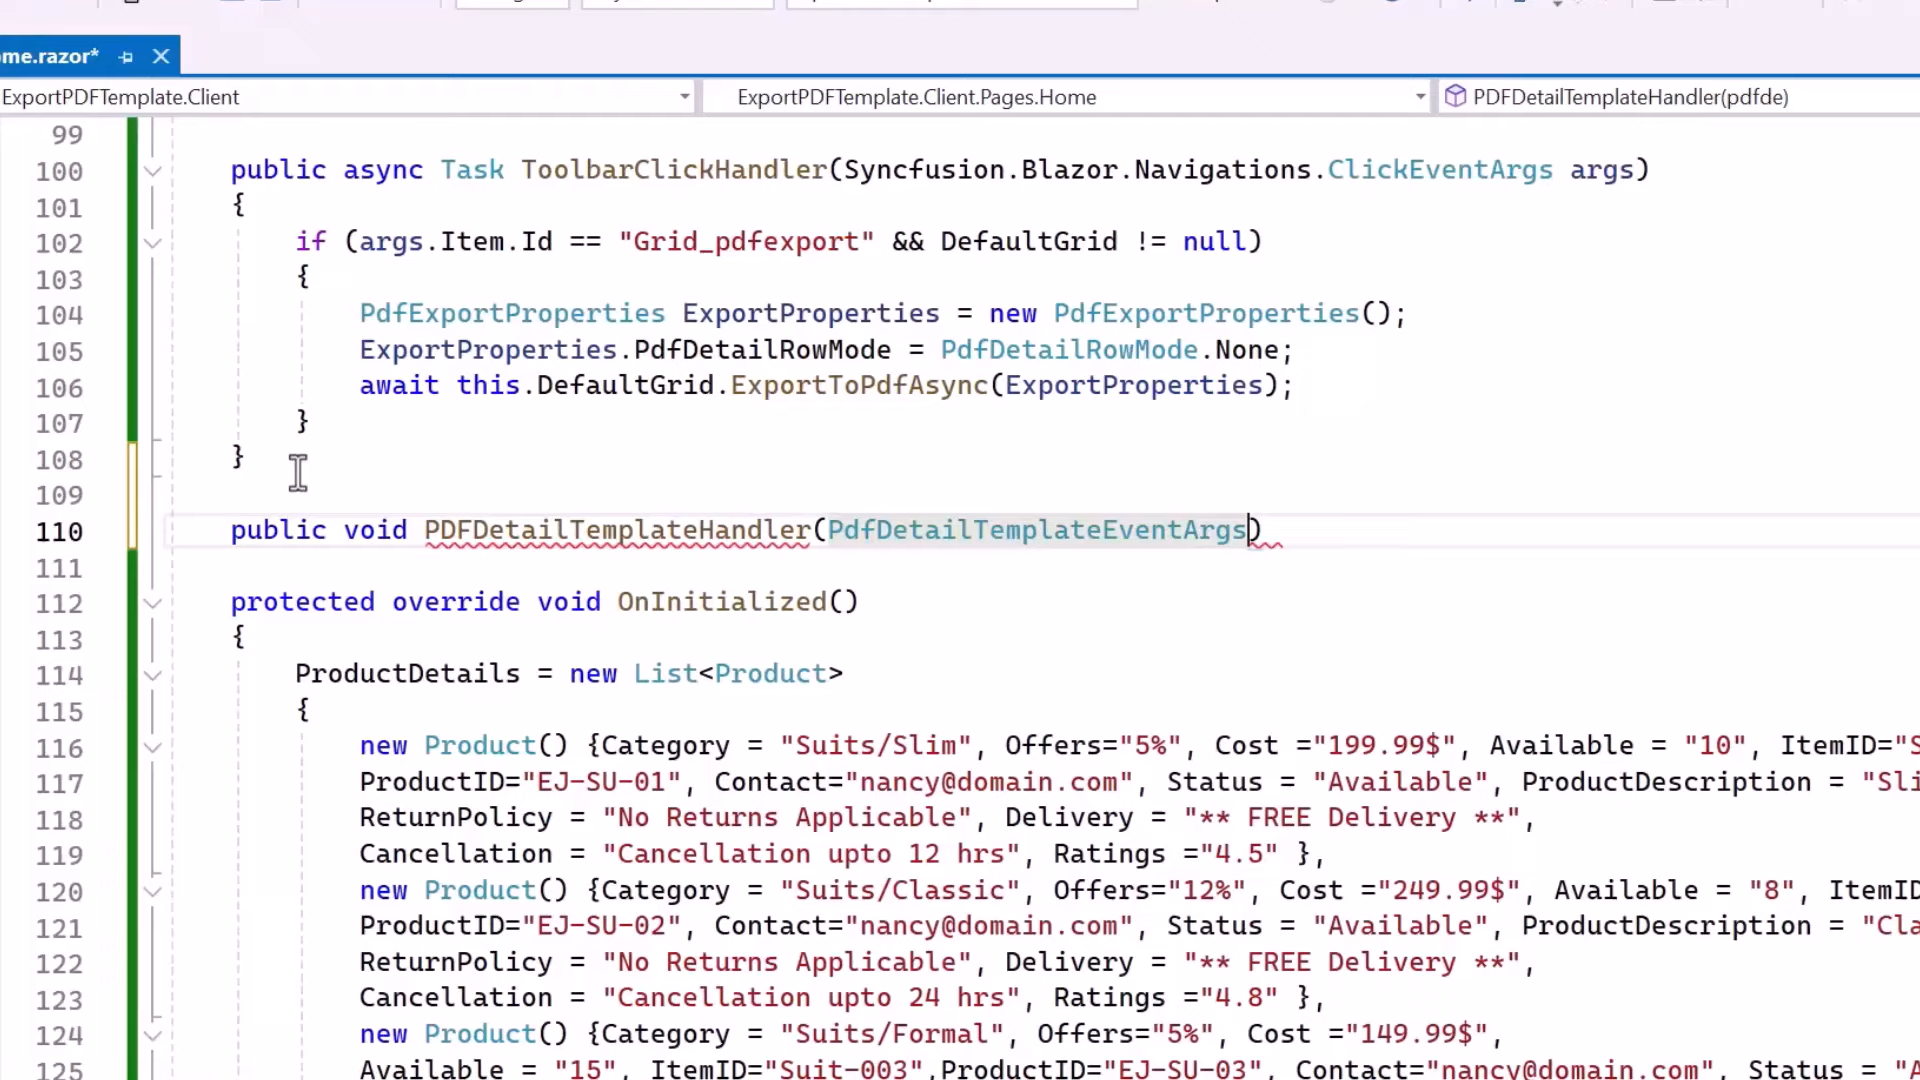 me.razor*
ExportPDFTemplate.Client
ExportPDFTemplate.Client.Pages.Home
PDFDetailTemplateHandler(pdfde)
99
100 public async Task ToolbarClickHandler(Syncfusion.Blazor.Navigations.ClickEventArgs args)
101 {
102 if (args.Item.Id == "Grid_pdfexport" && DefaultGrid != null)
103 {
104 PdfExportProperties ExportProperties = new PdfExportProperties();
105 ExportProperties.PdfDetailRowMode = PdfDetailRowMode.None;
106 await this.DefaultGrid.ExportToPdfAsync(ExportProperties);
107 }
108 }
109
110 public void PDFDetailTemplateHandler(PdfDetailTemplateEventArgs)
111
112 protected override void OnInitialized()
113 {
114 ProductDetails = new List<Product>
115 {
116 new Product() {Category = "Suits/Slim", Offers="5%", Cost ="199.99$", Available = "10", ItemID="S
117 ProductID="EJ-SU-01", Contact="nancy@domain.com", Status = "Available", ProductDescription = "Sli
118 ReturnPolicy = "No Returns Applicable", Delivery = "** FREE Delivery **",
119 Cancellation = "Cancellation upto 12 hrs", Ratings ="4.5" },
120 new Product() {Category = "Suits/Classic", Offers="12%", Cost ="249.99$", Available = "8", ItemID
121 ProductID="EJ-SU-02", Contact="nancy@domain.com", Status = "Available", ProductDescription = "Cla
122 ReturnPolicy = "No Returns Applicable", Delivery = "** FREE Delivery **",
123 Cancellation = "Cancellation upto 24 hrs", Ratings ="4.8" },
124 new Product() {Category = "Suits/Formal", Offers="5%", Cost ="149.99$",
125 Available = "15", ItemID="Suit-003",ProductID="EJ-SU-03", Contact="nancy@domain.com", Status = "A